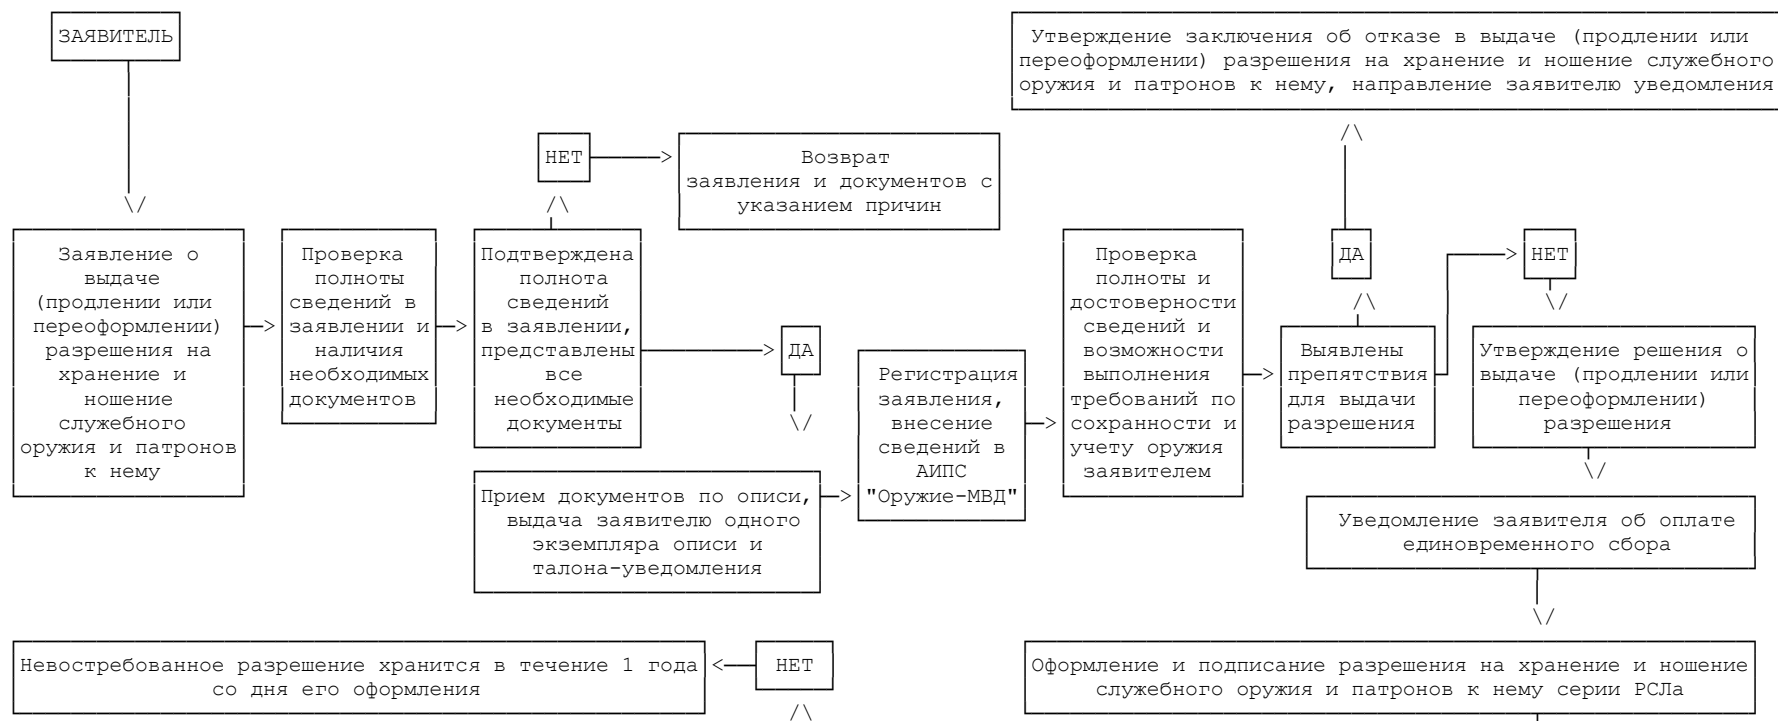 ЗАЯВИТЕЛЬ
Утверждение заключения об отказе в выдаче (продлении или
переоформлении) разрешения на хранение и ношение служебного
оружия и патронов к нему, направление заявителю уведомления
НЕТ
Возврат
заявления и документов с
указанием причин
Заявление о
выдаче
(продлении или
переоформлении)
разрешения на
хранение и
ношение
служебного
оружия и патронов
к нему
Проверка
полноты
сведений в
заявлении и
наличия
необходимых
документов
Подтверждена
полнота
сведений
в заявлении,
представлены
все
необходимые
документы
ДА
Прием документов по описи,
выдача заявителю одного
экземпляра описи и
талона-уведомления
Регистрация
заявления,
внесение
сведений в
АИПС
"Оружие-МВД"
Проверка
полноты и
достоверности
сведений и
возможности
выполнения
требований по
сохранности и
учету оружия
заявителем
ДА
НЕТ
Выявлены
препятствия
для выдачи
разрешения
Утверждение решения о
выдаче (продлении или
переоформлении)
разрешения
Уведомление заявителя об оплате
единовременного сбора
Невостребованное разрешение хранится в течение 1 года
со дня его оформления
НЕТ
Оформление и подписание разрешения на хранение и ношение
служебного оружия и патронов к нему серии РСЛа